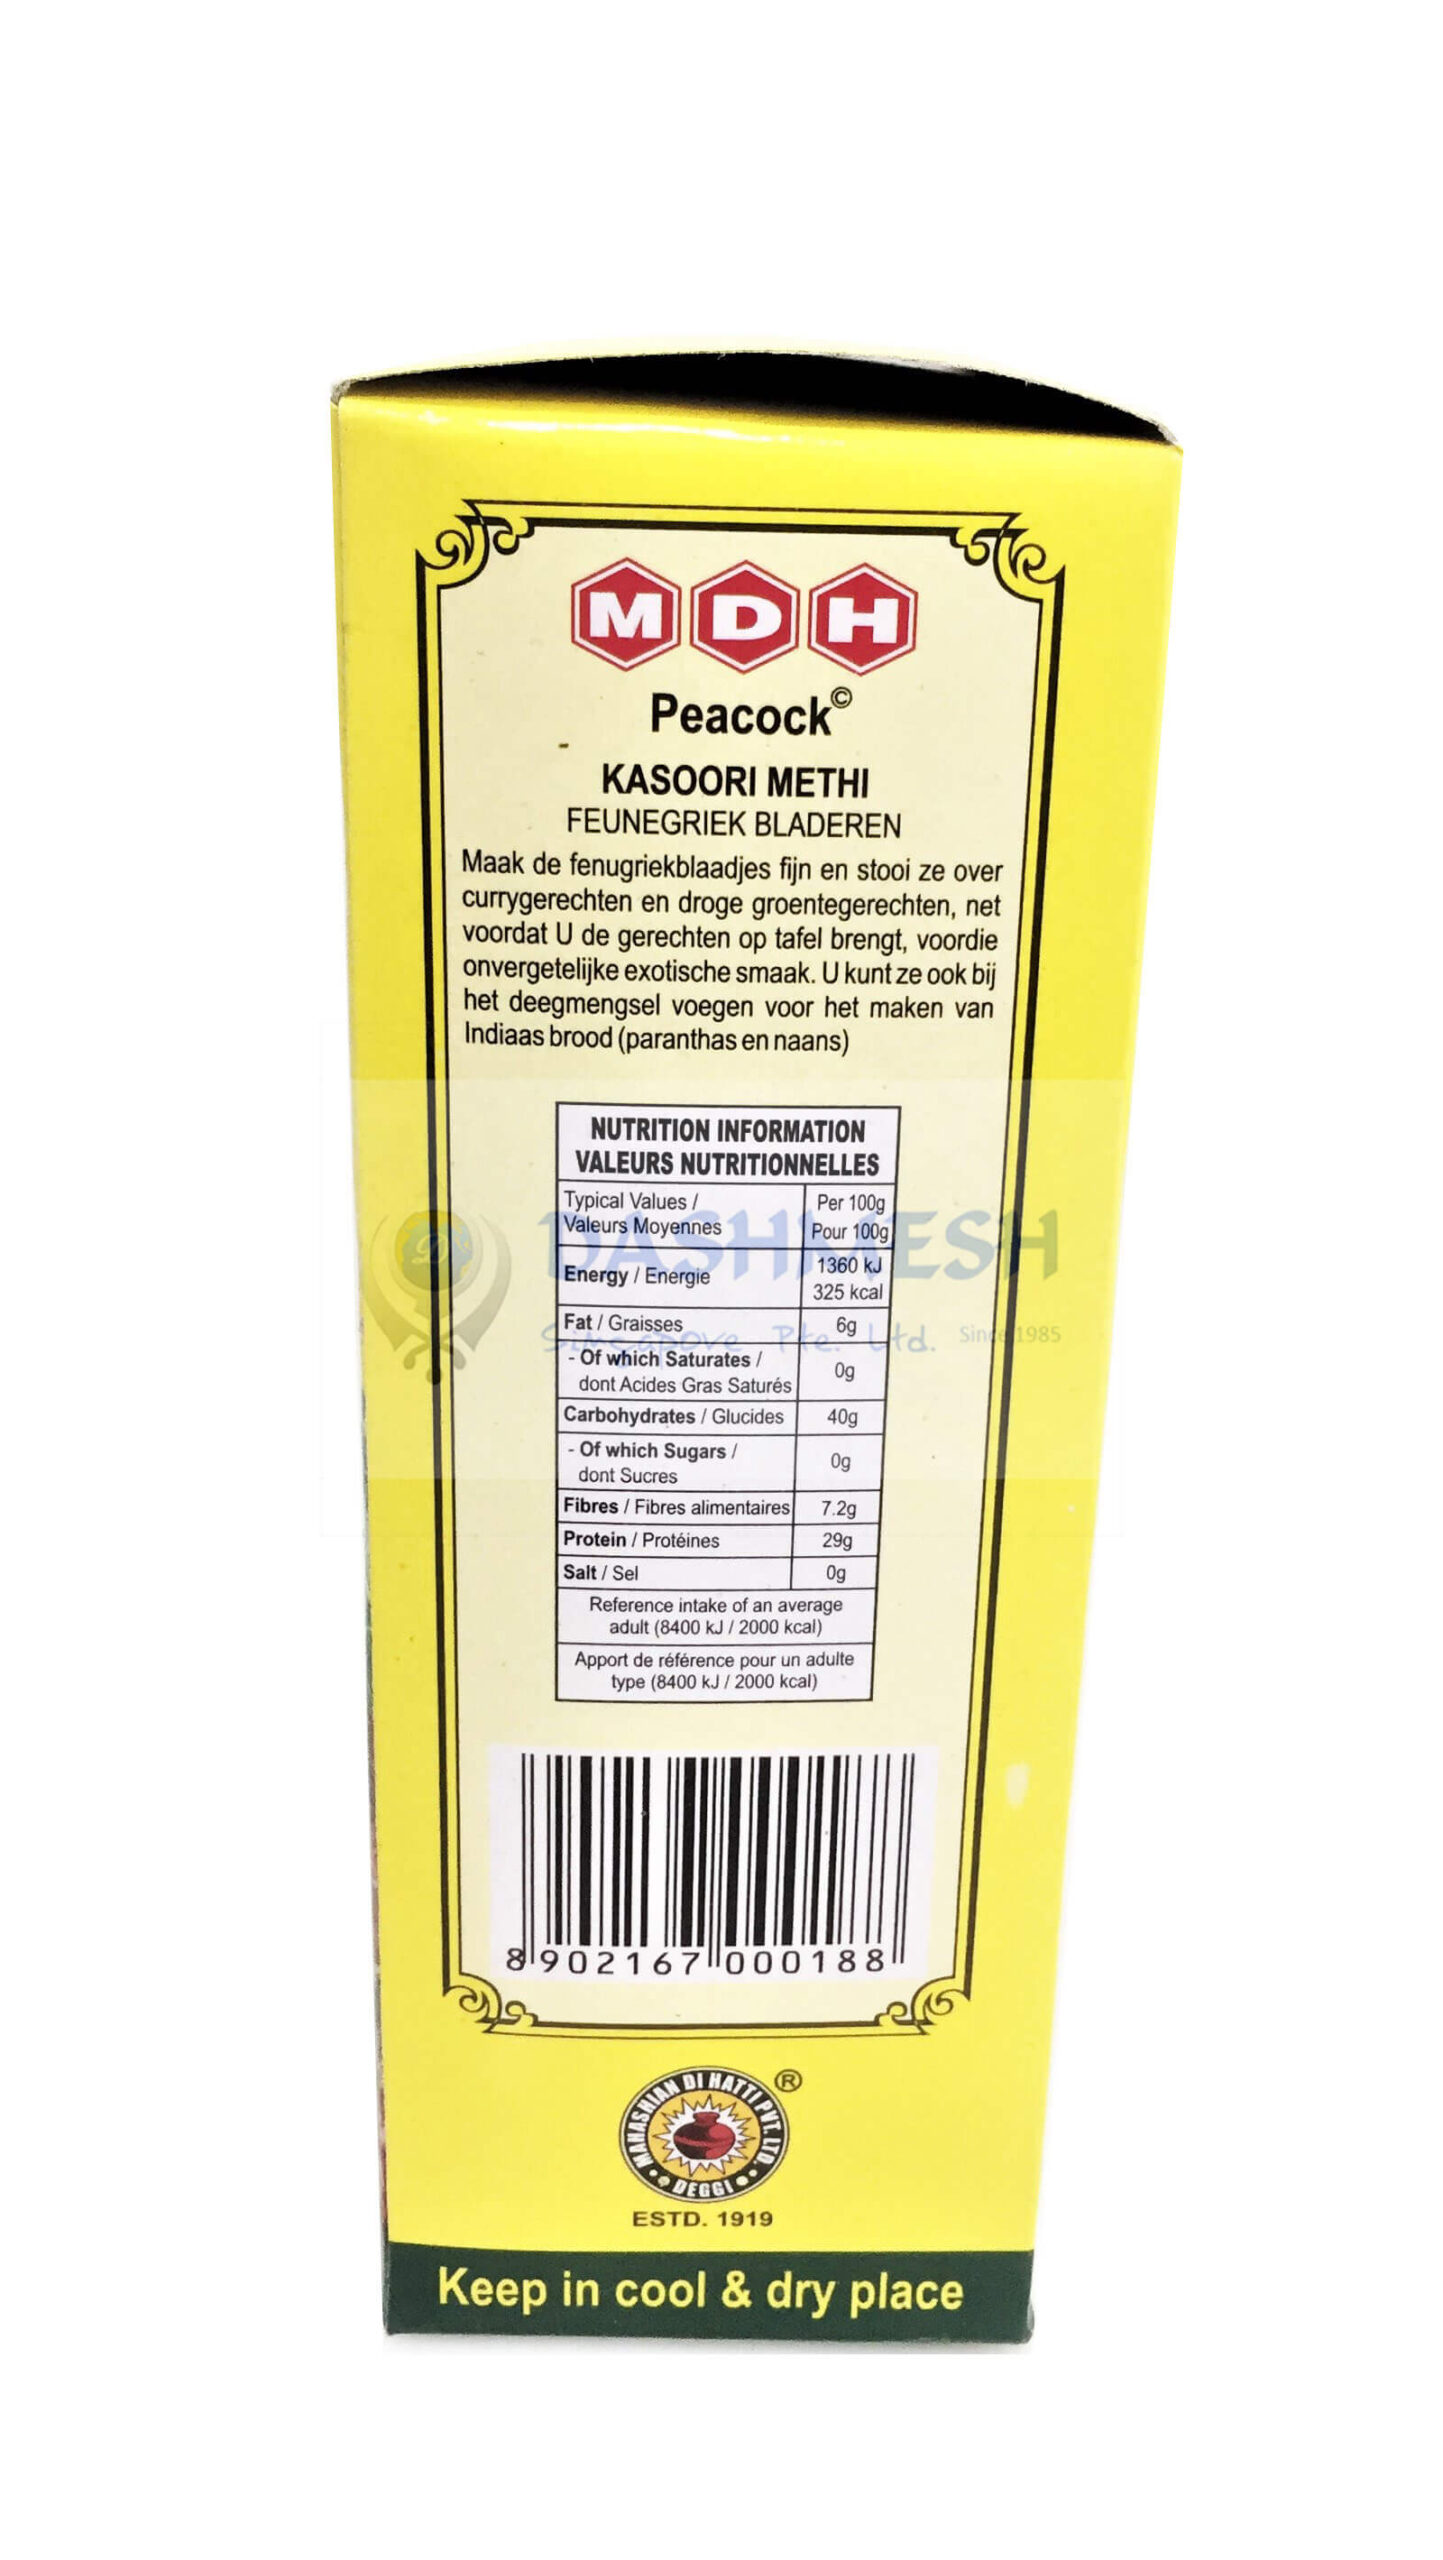 MDH
Peacock©
KASOORI METHI
FEUNEGRIEK BLADEREN
Maak de fenugriekblaadjes fijn en stooi ze over
currygerechten en droge groentegerechten, net
voordat U de gerechten op tafel brengt, voordie
onvergetelijke exotische smaak. U kunt ze ook bij
het deegmengsel voegen voor het maken van
Indiaas brood (paranthas en naans)
NUTRITION INFORMATION
VALEURS NUTRITIONNELLES
Typical Values / Per 100g
Valeurs Moyennes Pour 100g
DASHMESH
Energy / Energie 1360 kJ
325 kcal
Fat / Graisses 6g
Singapore Pte. Ltd. Since 1985
- Of which Saturates /
dont Acides Gras Saturés 0g
Carbohydrates / Glucides 40g
- Of which Sugars /
dont Sucres 0g
Fibres / Fibres alimentaires 7.2g
Protein / Protéines 29g
Salt / Sel 0g
Reference intake of an average
adult (8400 kJ / 2000 kcal)
Apport de référence pour un adulte
type (8400 kJ / 2000 kcal)
8 902167 000188
MAHASHIAN DI HATTI PVT. LTD. ®
DEGGI
ESTD. 1919
Keep in cool & dry place